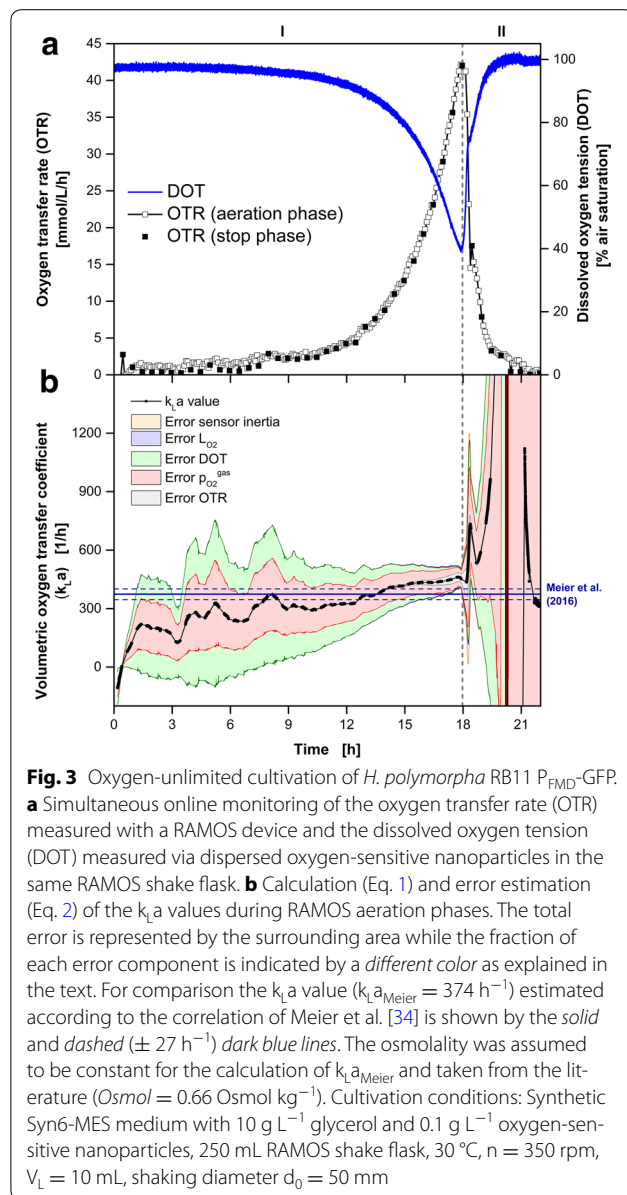 I II
a
45
40
35
30
25
20
15
10
5
0
Oxygen transfer rate (OTR)
[mmol/L/h]
DOT
OTR (aeration phase)
OTR (stop phase)
100
80
60
40
20
0
Dissolved oxygen tension (DOT)
[% air saturation]
b
1200
900
600
300
0
Volumetric oxygen transfer coefficient
(kLa) [1/h]
kLa value
Error sensor inertia
Error LO2
Error DOT
Error pO2gas
Error OTR
Meier et al.
(2016)
0 3 6 9 12 15 18 21
Time [h]
Fig. 3 Oxygen-unlimited cultivation of H. polymorpha RB11 PFMD-GFP.
a Simultaneous online monitoring of the oxygen transfer rate (OTR)
measured with a RAMOS device and the dissolved oxygen tension
(DOT) measured via dispersed oxygen-sensitive nanoparticles in the
same RAMOS shake flask. b Calculation (Eq. 1) and error estimation
(Eq. 2) of the kLa values during RAMOS aeration phases. The total
error is represented by the surrounding area while the fraction of
each error component is indicated by a different color as explained in
the text. For comparison the kLa value (kLaMeier = 374 h−1) estimated
according to the correlation of Meier et al. [34] is shown by the solid
and dashed (± 27 h−1) dark blue lines. The osmolality was assumed
to be constant for the calculation of kLaMeier and taken from the lit-
erature (Osmol = 0.66 Osmol kg−1). Cultivation conditions: Synthetic
Syn6-MES medium with 10 g L−1 glycerol and 0.1 g L−1 oxygen-sen-
sitive nanoparticles, 250 mL RAMOS shake flask, 30 °C, n = 350 rpm,
VL = 10 mL, shaking diameter d0 = 50 mm